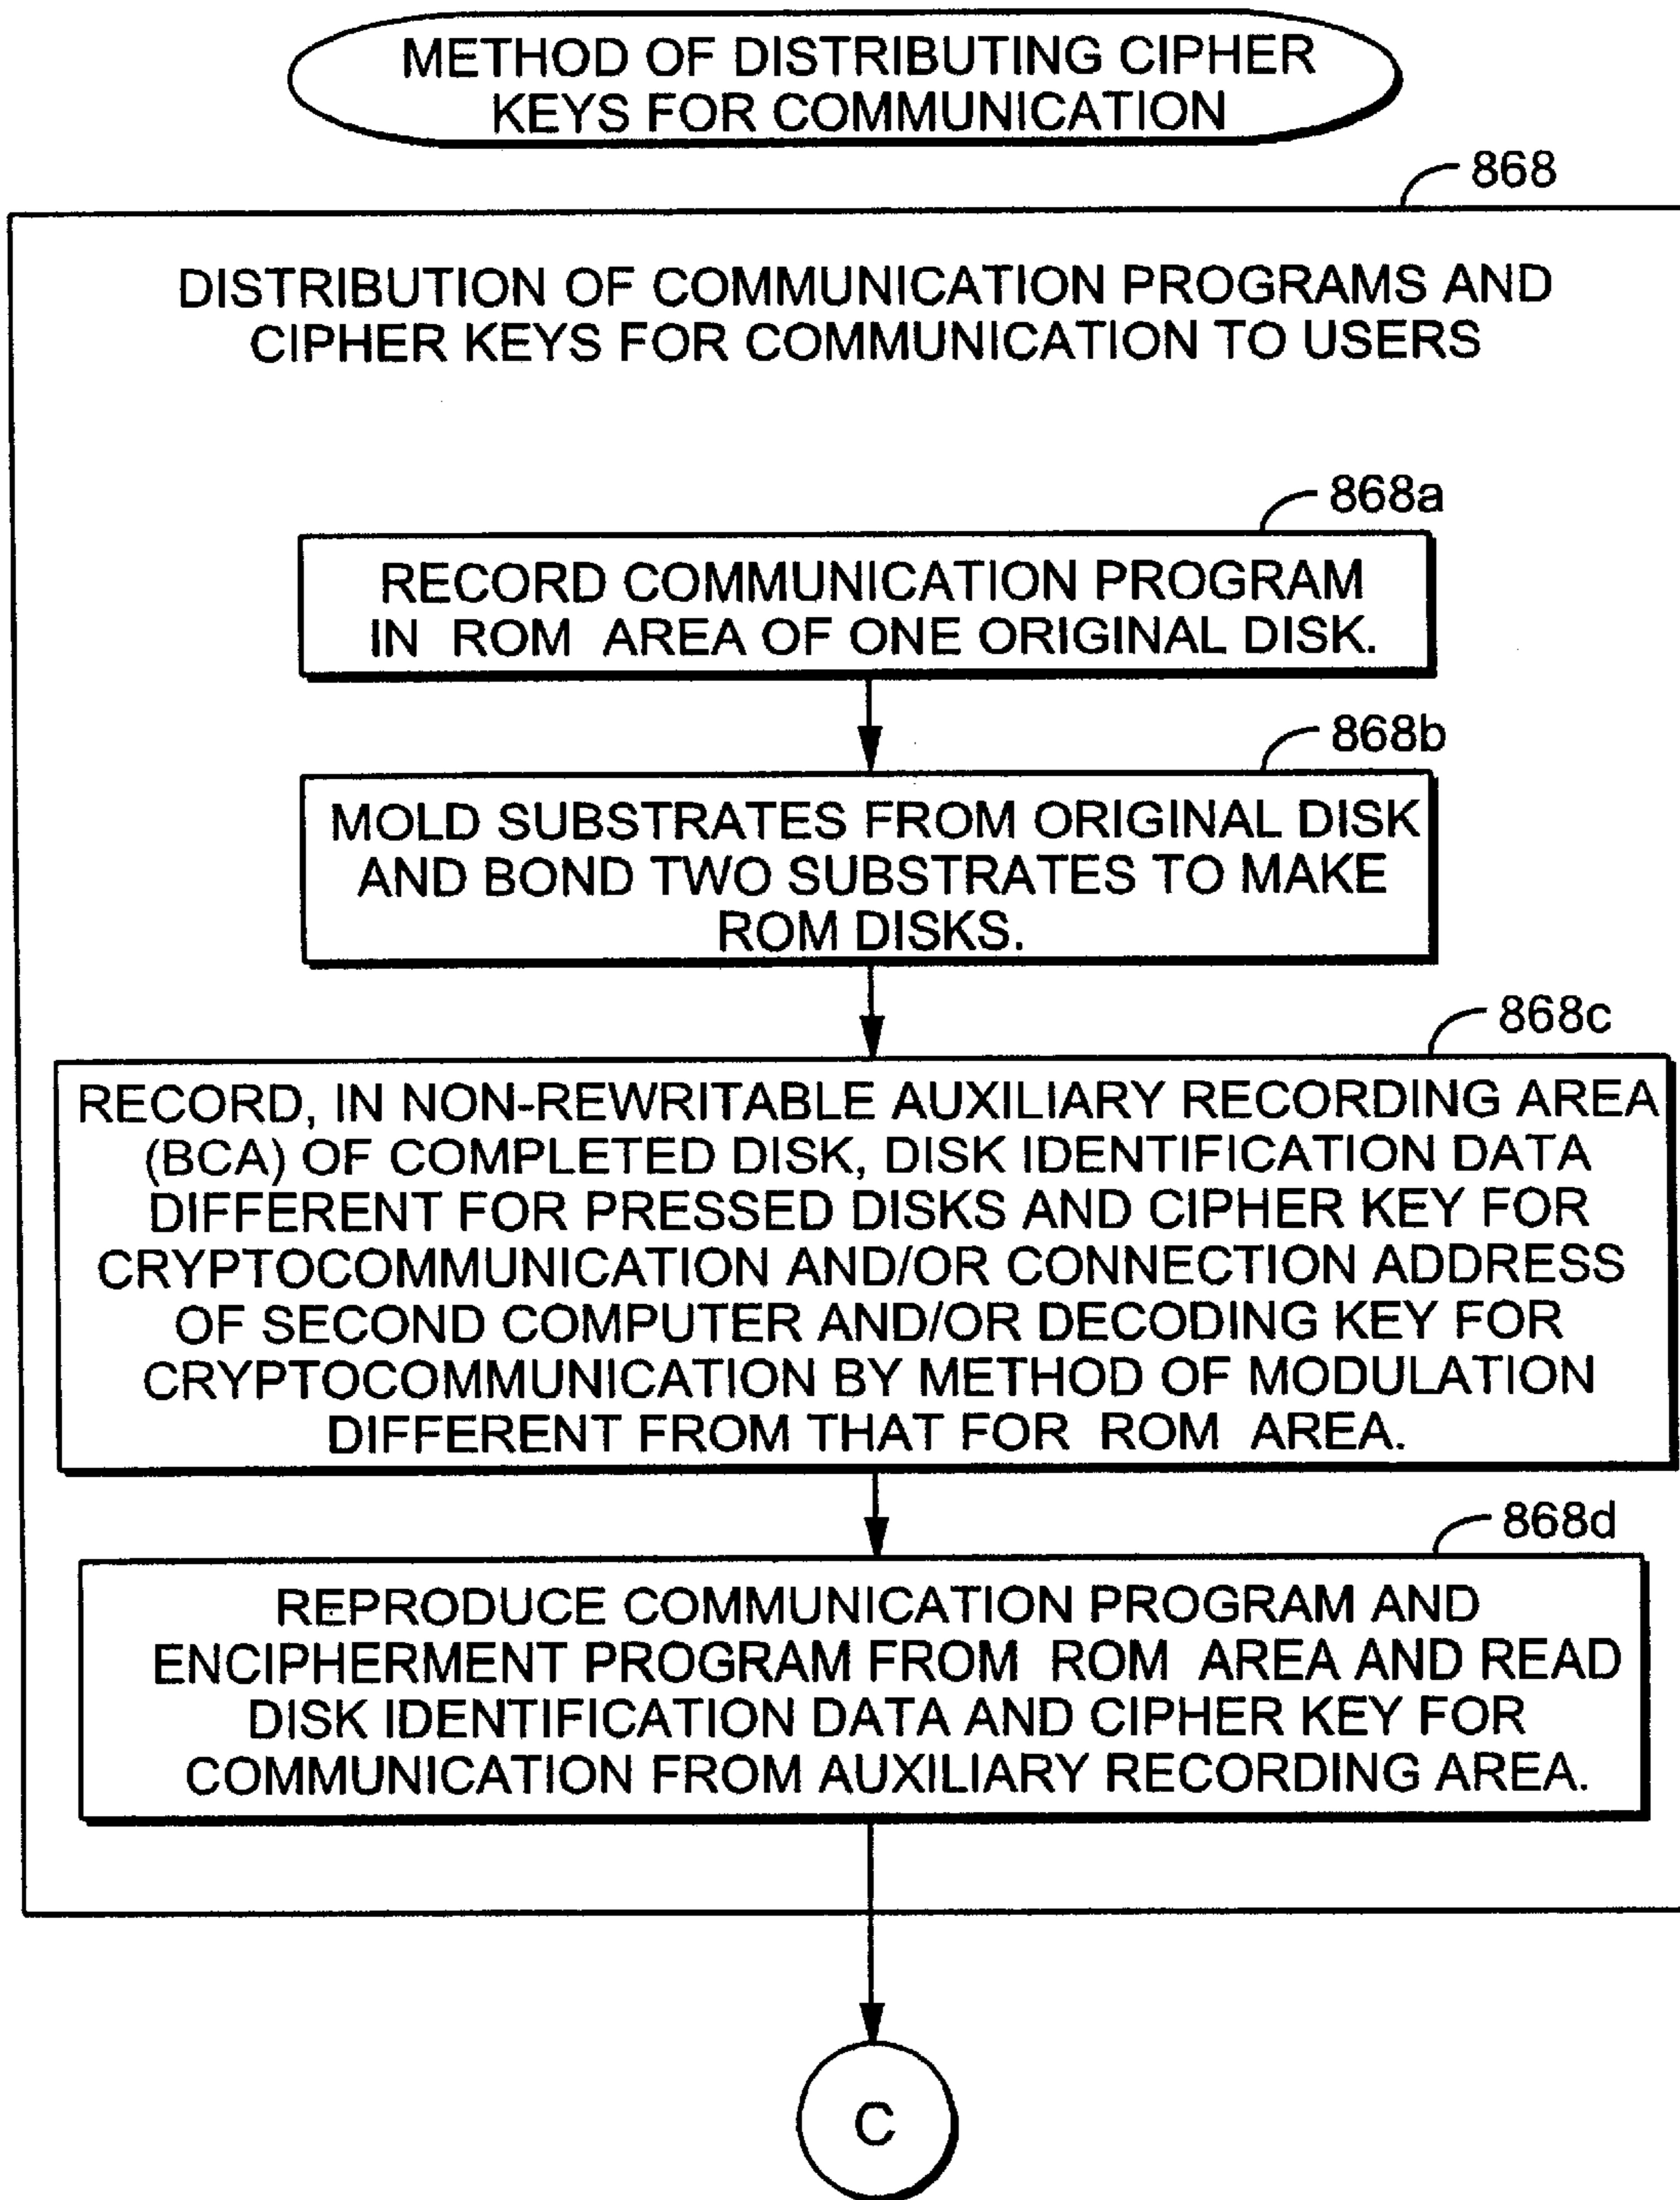 METHOD OF DISTRIBUTING CIPHER
KEYS FOR COMMUNICATION
868
DISTRIBUTION OF COMMUNICATION PROGRAMS AND
CIPHER KEYS FOR COMMUNICATION TO USERS
868a
RECORD COMMUNICATION PROGRAM
IN ROM AREA OF ONE ORIGINAL DISK.
868b
MOLD SUBSTRATES FROM ORIGINAL DISK
AND BOND TWO SUBSTRATES TO MAKE
ROM DISKS.
868c
RECORD, IN NON-REWRITABLE AUXILIARY RECORDING AREA
(BCA) OF COMPLETED DISK, DISK IDENTIFICATION DATA
DIFFERENT FOR PRESSED DISKS AND CIPHER KEY FOR
CRYPTOCOMMUNICATION AND/OR CONNECTION ADDRESS
OF SECOND COMPUTER AND/OR DECODING KEY FOR
CRYPTOCOMMUNICATION BY METHOD OF MODULATION
DIFFERENT FROM THAT FOR ROM AREA.
868d
REPRODUCE COMMUNICATION PROGRAM AND
ENCIPHERMENT PROGRAM FROM ROM AREA AND READ
DISK IDENTIFICATION DATA AND CIPHER KEY FOR
COMMUNICATION FROM AUXILIARY RECORDING AREA.
C